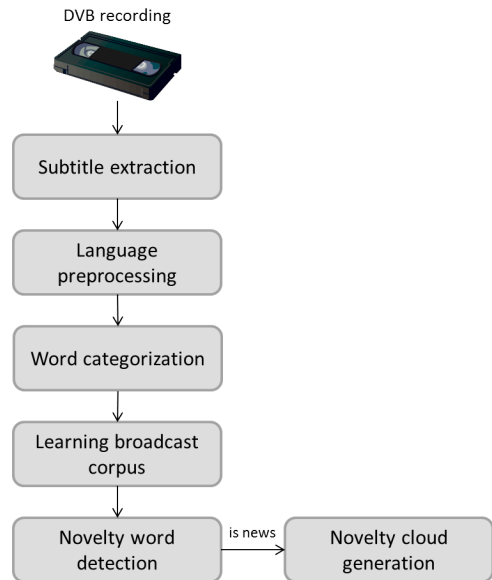 DVB recording
Subtitle extraction
Language
preprocessing
Word categorization
Learning broadcast
corpus
Novelty word
detection
is news
Novelty cloud
generation